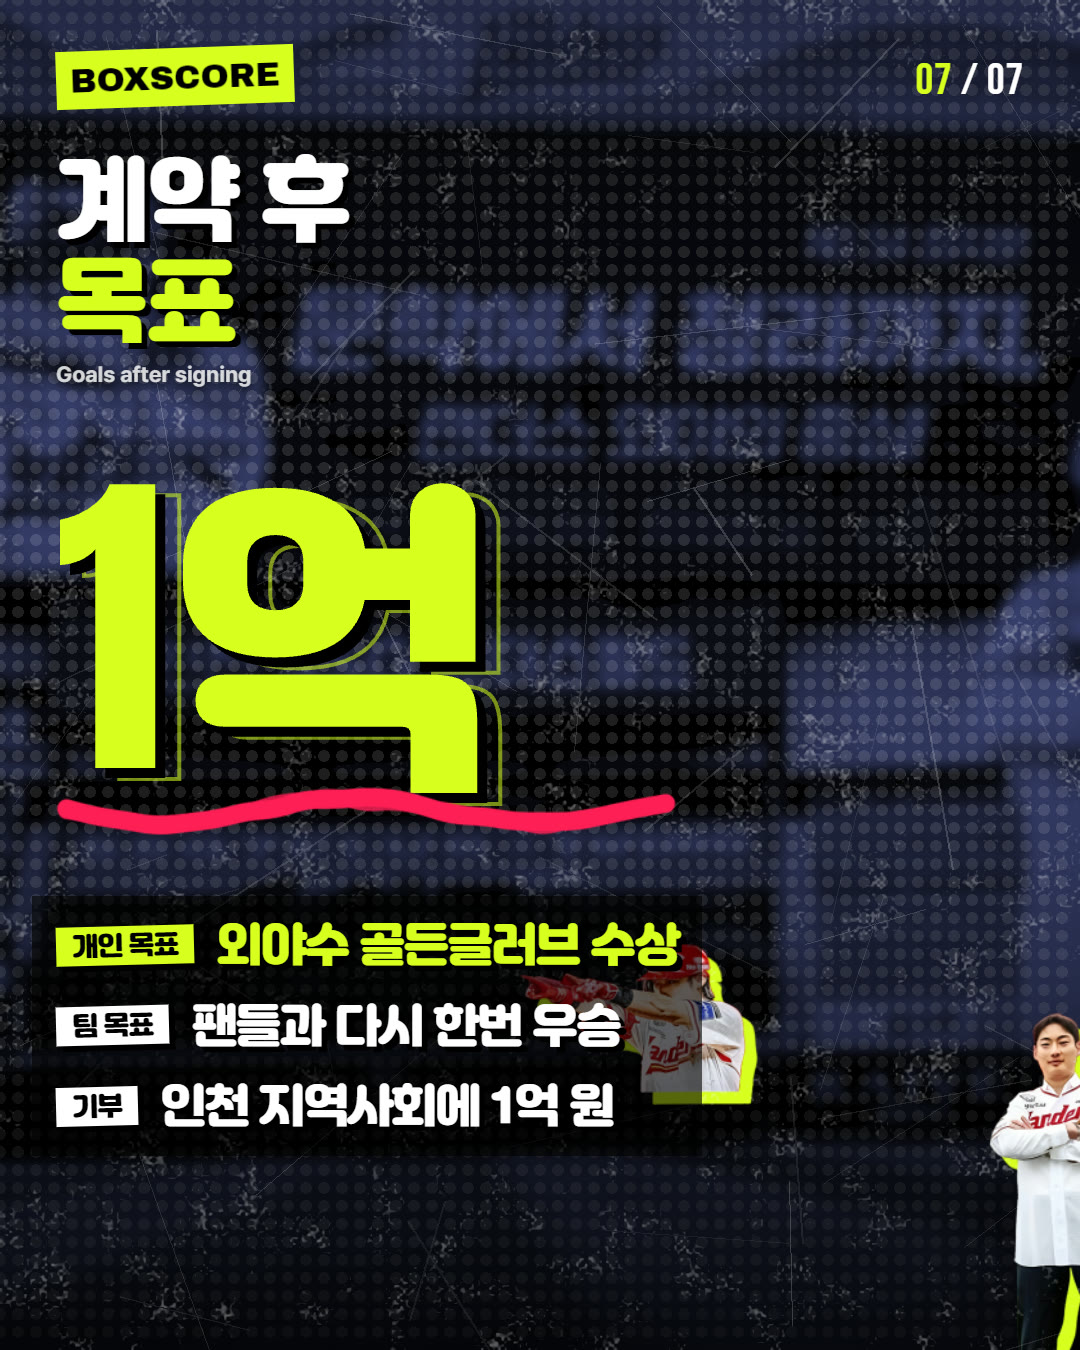 BOXSCORE
07 / 07
계약 후
목표
Goals after signing
1억
개인 목표 외야수 골든글러브 수상
팀 목표 팬들과 다시 한번 우승
기부 인천 지역사회에 1억 원